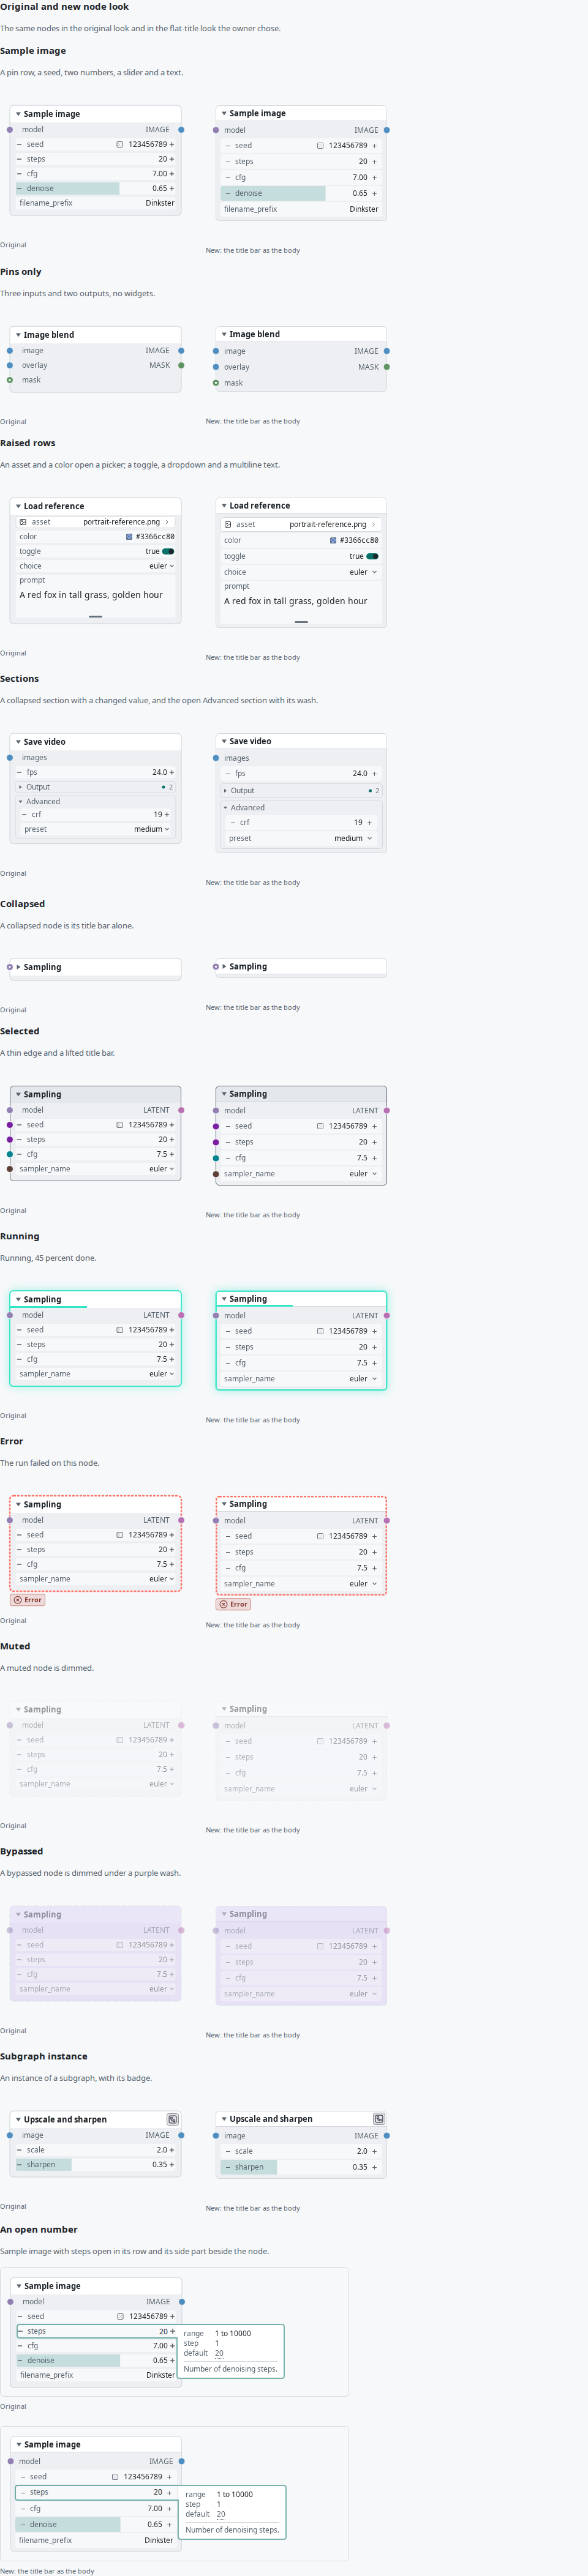 Original and new node look
The same nodes in the original look and in the flat-title look the owner chose.
Sample image
A pin row, a seed, two numbers, a slider and a text.
Sample image
model IMAGE
seed 123456789
steps 20
cfg 7.00
denoise 0.65
filename_prefix Dinkster
Original
Sample image
model IMAGE
seed 123456789
steps 20
cfg 7.00
denoise 0.65
filename_prefix Dinkster
New: the title bar as the body
Pins only
Three inputs and two outputs, no widgets.
Image blend
image IMAGE
overlay MASK
mask
Original
Image blend
image IMAGE
overlay MASK
mask
New: the title bar as the body
Raised rows
An asset and a color open a picker; a toggle, a dropdown and a multiline text.
Load reference
asset portrait-reference.png
color #3366cc80
toggle true
choice euler
prompt
A red fox in tall grass, golden hour
Original
Load reference
asset portrait-reference.png
color #3366cc80
toggle true
choice euler
prompt
A red fox in tall grass, golden hour
New: the title bar as the body
Sections
A collapsed section with a changed value, and the open Advanced section with its wash.
Save video
images
fps 24.0
Output 2
Advanced
crf 19
preset medium
Original
Save video
images
fps 24.0
Output 2
Advanced
crf 19
preset medium
New: the title bar as the body
Collapsed
A collapsed node is its title bar alone.
Sampling
Original
Sampling
New: the title bar as the body
Selected
A thin edge and a lifted title bar.
Sampling
model LATENT
seed 123456789
steps 20
cfg 7.5
sampler_name euler
Original
Sampling
model LATENT
seed 123456789
steps 20
cfg 7.5
sampler_name euler
New: the title bar as the body
Running
Running, 45 percent done.
Sampling
model LATENT
seed 123456789
steps 20
cfg 7.5
sampler_name euler
Original
Sampling
model LATENT
seed 123456789
steps 20
cfg 7.5
sampler_name euler
New: the title bar as the body
Error
The run failed on this node.
Sampling
model LATENT
seed 123456789
steps 20
cfg 7.5
sampler_name euler
Error
Original
Sampling
model LATENT
seed 123456789
steps 20
cfg 7.5
sampler_name euler
Error
New: the title bar as the body
Muted
A muted node is dimmed.
Sampling
model LATENT
seed 123456789
steps 20
cfg 7.5
sampler_name euler
Original
Sampling
model LATENT
seed 123456789
steps 20
cfg 7.5
sampler_name euler
New: the title bar as the body
Bypassed
A bypassed node is dimmed under a purple wash.
Sampling
model LATENT
seed 123456789
steps 20
cfg 7.5
sampler_name euler
Original
Sampling
model LATENT
seed 123456789
steps 20
cfg 7.5
sampler_name euler
New: the title bar as the body
Subgraph instance
An instance of a subgraph, with its badge.
Upscale and sharpen
image IMAGE
scale 2.0
sharpen 0.35
Original
Upscale and sharpen
image IMAGE
scale 2.0
sharpen 0.35
New: the title bar as the body
An open number
Sample image with steps open in its row and its side part beside the node.
Sample image
model IMAGE
seed 123456789
steps 20
cfg 7.00
denoise 0.65
filename_prefix Dinkster
range 1 to 10000
step 1
default 20
Number of denoising steps.
Original
Sample image
model IMAGE
seed 123456789
steps 20
cfg 7.00
denoise 0.65
filename_prefix Dinkster
range 1 to 10000
step 1
default 20
Number of denoising steps.
New: the title bar as the body